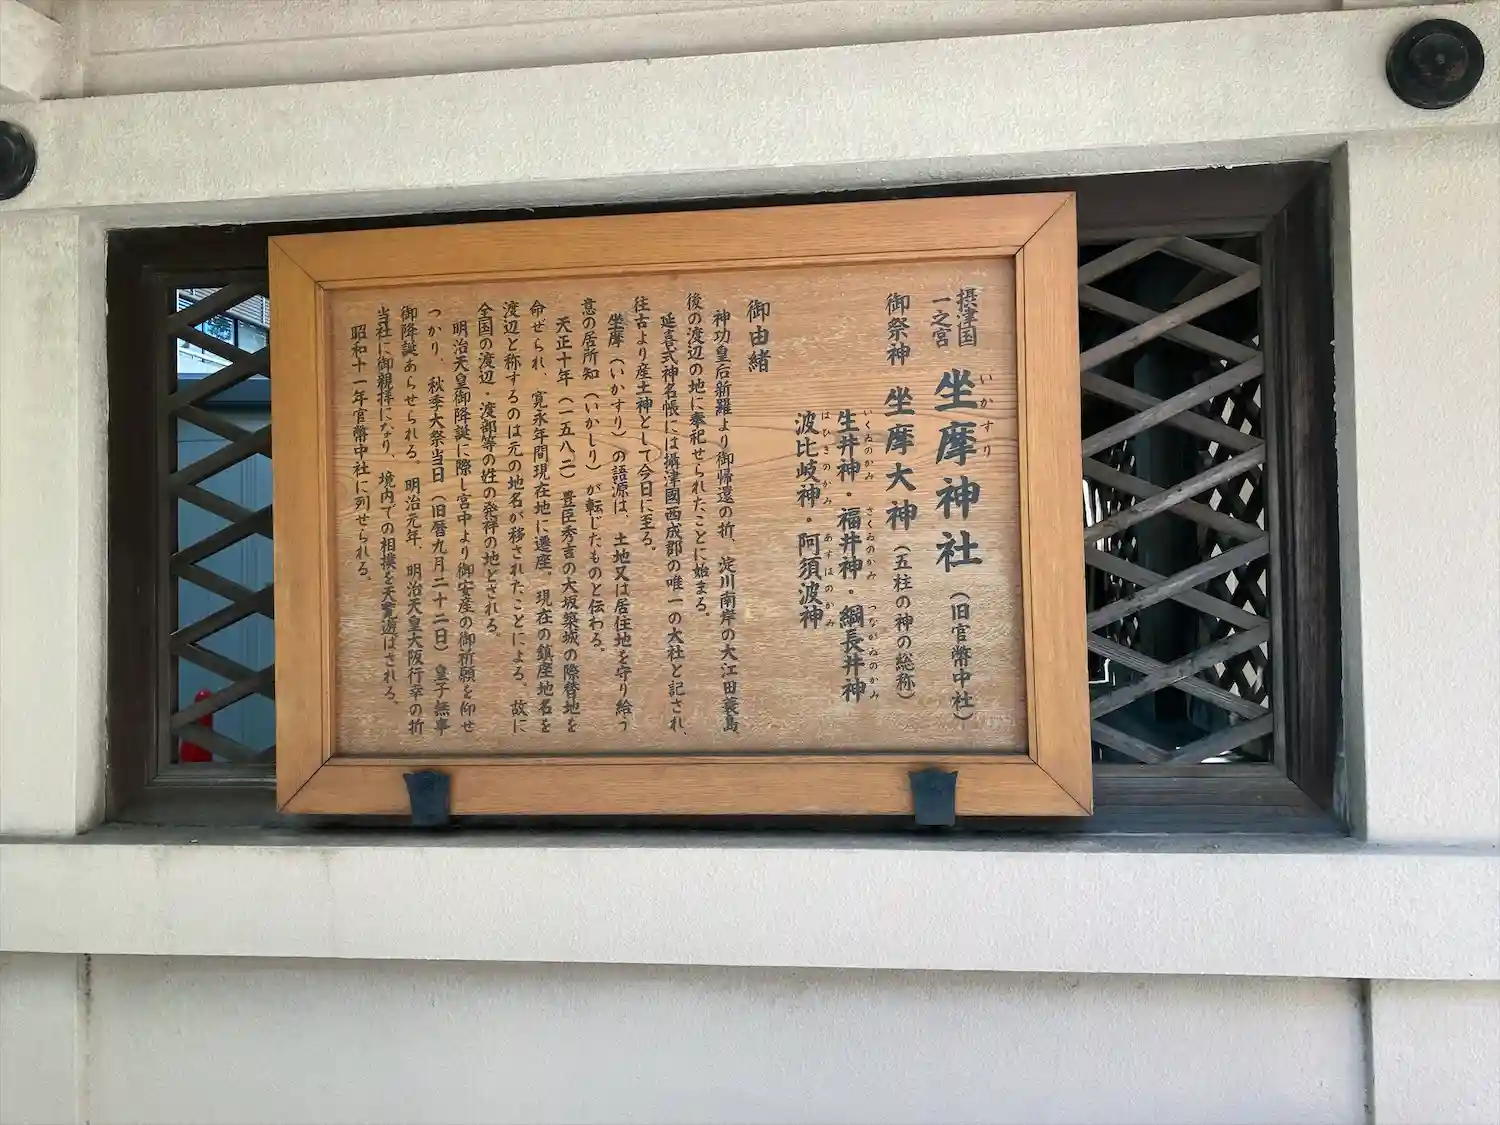 摂津国
一之宮
坐摩神社（旧官幣中社）
いかすり
御祭神 坐摩大神（五柱の神の総称）
生井神・福井神・綱長井神
いくゐのかみ さくゐのかみ つながゐのかみ
波比岐神・阿須波神
はひきのかみ あすはのかみ
御由緒
神功皇后新羅より御帰還の折、淀川南岸の大江田蓑島
後の渡辺の地に奉祀せられたことに始まる。
延喜式神名帳には攝津國西成郡の唯一の大社と記され、
往古より産土神として今日に至る。
坐摩（いかすり）の語源は、土地又は居住地を守り給う
意の居所知（いかしり）が転じたものと伝わる。
天正十年（一五八二）豊臣秀吉の大坂築城の際替地を
命ぜられ、寛永年間現在地に遷座。現在の鎮座地名を
渡辺と称するのは元の地名が移されたことによる。故に
全国の渡辺・渡部等の姓の発祥の地とされる。
明治天皇御降誕に際し宮中より御安産の御祈願を仰せ
つかり、秋季大祭当日（旧暦九月二十二日）皇子無事
御降誕あらせられる。明治元年、明治天皇大阪行幸の折
当社に御親拝になり、境内での相撲を天覧遊ばされる。
昭和十一年官幣中社に列せられる。